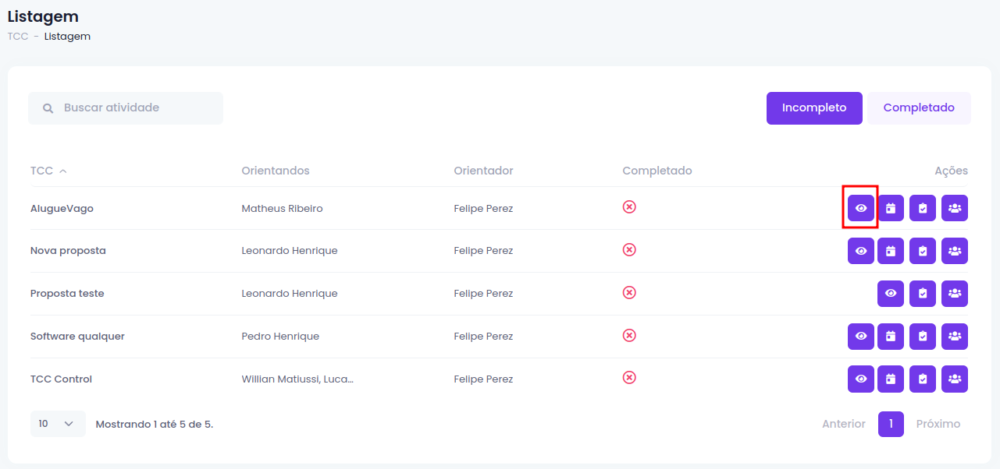 Listagem
TCC - Listagem
Buscar atividade
Incompleto
Completado
TCC Orientandos Orientador Completado Ações
AlugueVago Matheus Ribeiro Felipe Perez
Nova proposta Leonardo Henrique Felipe Perez
Proposta teste Leonardo Henrique Felipe Perez
Software qualquer Pedro Henrique Felipe Perez
TCC Control Willian Matiussi, Luca... Felipe Perez
10 Mostrando 1 até 5 de 5. Anterior 1 Próximo